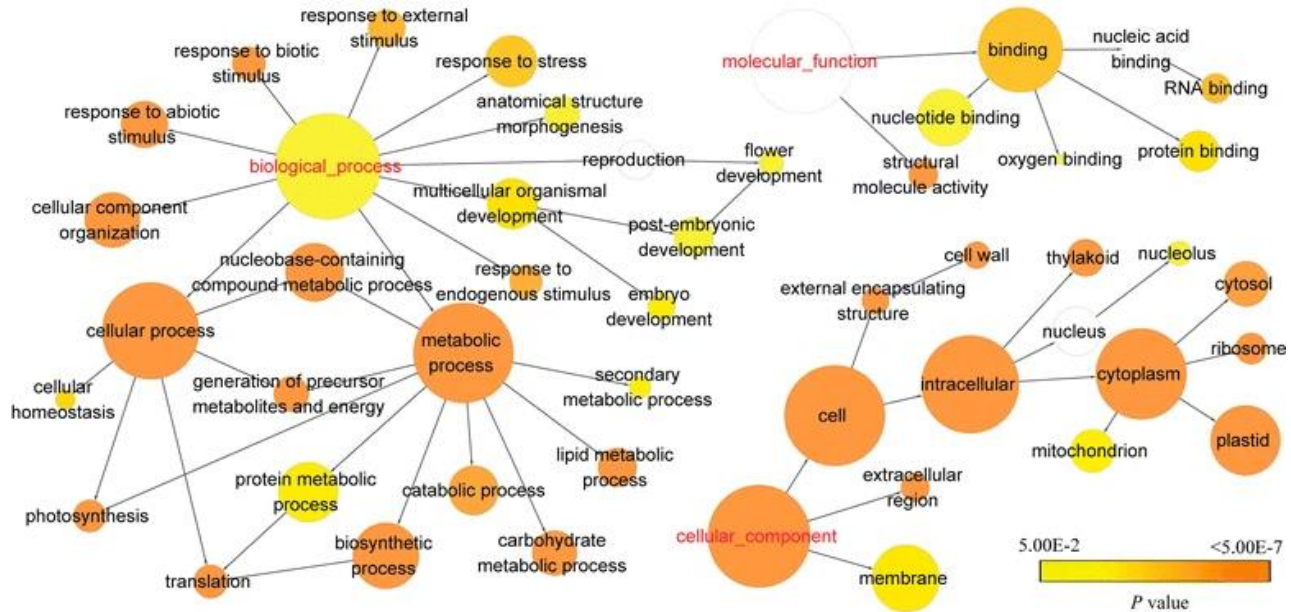 response to external
stimulus
response to biotic
stimulus
response to stress
response to abiotic
stimulus
anatomical structure
morphogenesis
biological_process
reproduction
flower
development
cellular component
organization
multicellular organismal
development
post-embryonic
development
nucleobase-containing
compound metabolic process
response to
endogenous stimulus
embryo
development
cellular process
metabolic
process
cellular
homeostasis
generation of precursor
metabolites and energy
secondary
metabolic process
protein metabolic
process
catabolic process
lipid metabolic
process
photosynthesis
biosynthetic
process
carbohydrate
metabolic process
translation
molecular_function
binding
nucleic acid
binding
RNA binding
nucleotide binding
structural
molecule activity
oxygen binding
protein binding
cell wall
thylakoid
nucleolus
external encapsulating
structure
cytosol
nucleus
ribosome
intracellular
cytoplasm
cell
mitochondrion
plastid
extracellular
region
cellular_component
membrane
5.00E-2
<5.00E-7
P value